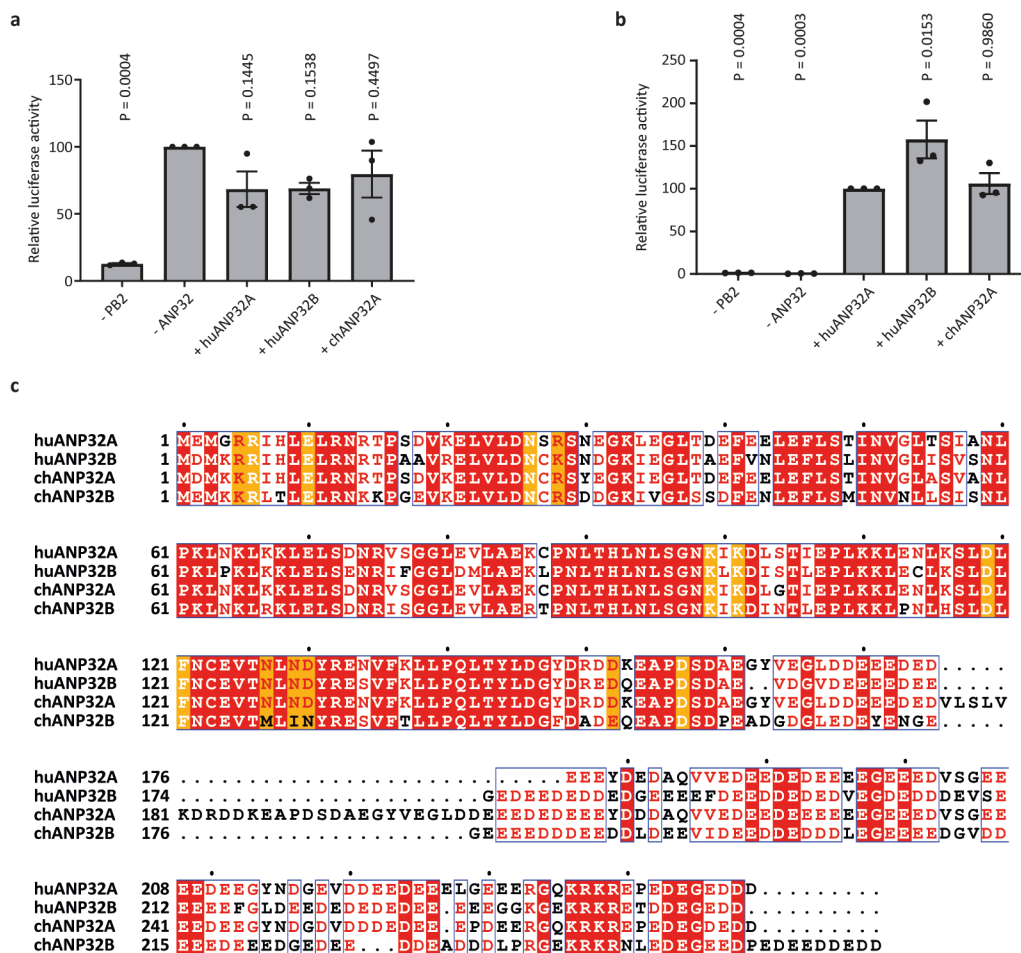 a
Relative luciferase activity
150
100
50
0
P = 0.0004
P = 0.1445
P = 0.1538
P = 0.4497
- PB2
- ANP32
+ huANP32A
+ huANP32B
+ chANP32A
b
Relative luciferase activity
250
200
150
100
50
0
P = 0.0004
P = 0.0003
P = 0.0153
P = 0.9860
- PB2
- ANP32
+ huANP32A
+ huANP32B
+ chANP32A
c
huANP32A 1 MEMGRRIHLELRNRTPSDVKELVLDNSRSNEGKLEGLTDEFEELEFLSTINVGLTSIANL
huANP32B 1 MDMKRRIHLELRNRTPAAVRELVLDNCKSNDGKIEGLTAEFVNLEFLSLINVGLISVSNL
chANP32A 1 MDMKKRIHLELRNRTPSDVKELVLDNCRSYEGKIEGLTDEFEELEFLSTINVGLASVANL
chANP32B 1 MEMKKRLTLELRNKKPGEVKELVLDNCRSDDGKIVGLSSDFENLEFLSMINVNLLSISNL
huANP32A 61 PKLNKLKKLELSDNRVSGGLEVLAEKCPNLTHLNLSGNKIKDLSTIEPLKKLENLKSLDL
huANP32B 61 PKLPKLKKLELSENRIFGGLDMLAEKLPNLTHLNLSGNKLKDISTLEPLKKLECLKSLDL
chANP32A 61 PKLNKLKKLELSDNRVSGGLEVLAEKCPNLTHLNLSGNKIKDLGTIEPLKKLENLKSLDL
chANP32B 61 PKLNKLRKLELSDNRISGGLEVLAERTPNLTHLNLSGNKIKDINTLEPLKKLPNLHSLDL
huANP32A 121 FNCEVTNLNDYRENVFKLLPQLTYLDGYDRDDKEAPDSDAEGYVEGLDDEEEDED.....
huANP32B 121 FNCEVTNLNDYRESVFKLLPQLTYLDGYDREDQEAPDSDAE..VDGVDEEEEDEE.....
chANP32A 121 FNCEVTNLNDYRENVFKLLPQLTYLDGYDRDDKEAPDSDAEGYVEGLDDEEEDEDVLSLV
chANP32B 121 FNCEVTMLINYRESVFTLLPQLTYLDGFDADEQEAPDSDPEADGDGLEDEYENGE.....
huANP32A 176 ............................EEEYDEDAQVVEDEEDEDEEEEGEEEDVSGEE
huANP32B 174 ......................GEDEEDEDDEDGEEEEFDEEDDEDEDVEGDEDDDEVSE
chANP32A 181 KDRDDKEAPDSDAEGYVEGLDDEEEDEDEEEYDDDAQVVEDEEDEDEEEEGEEEDVSGEE
chANP32B 176 .....................GEEEEDDDEEDDLDEEVIDEEDDEDDDLEGEEEEDGVDD
huANP32A 208 EEDEEGYNDGEVDDEEDEEELGEEERGQKRKREPEDEGEDDD.........
huANP32B 212 EEEEFGLDEEDEDEDEDEE.EEEGGKGEKRKRETDDEGEDD..........
chANP32A 241 EEDEEGYNDGDVDDDEDEE.EPDEERGQKRKREPEDEGEDDD.........
chANP32B 215 EEEDEEEDGEDEE...DDEADDDLPRGEKRKRNLEDEGEEDPEDEEDDEDD